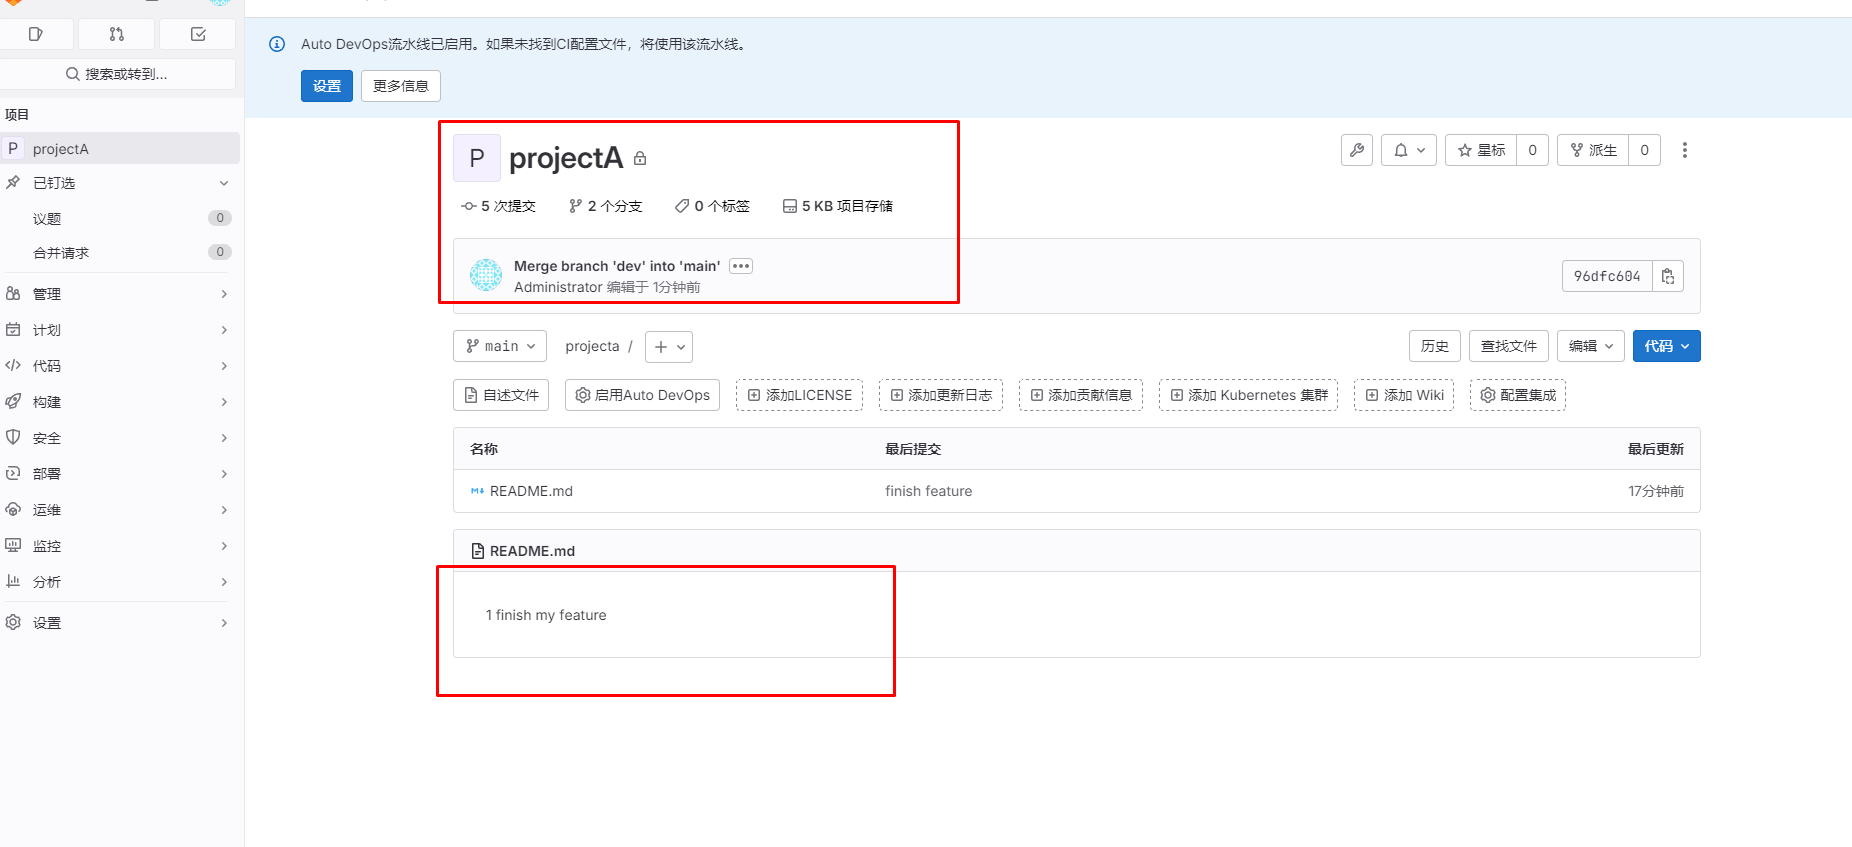 搜索或转到...
项目
P projectA
已钉选
议题 0
合并请求 0
管理
计划
代码
构建
安全
部署
运维
监控
分析
设置
Auto DevOps流水线已启用。如果未找到CI配置文件，将使用该流水线。
设置 更多信息
P projectA
星标 0 派生 0
5 次提交 2 个分支 0 个标签 5 KB 项目存储
Merge branch 'dev' into 'main'
Administrator 编辑于 1分钟前
96dfc604
main projecta / +
历史 查找文件 编辑 代码
自述文件 启用Auto DevOps 添加LICENSE 添加更新日志 添加贡献信息 添加 Kubernetes 集群 添加 Wiki 配置集成
名称 最后提交 最后更新
README.md finish feature 17分钟前
README.md
1 finish my feature